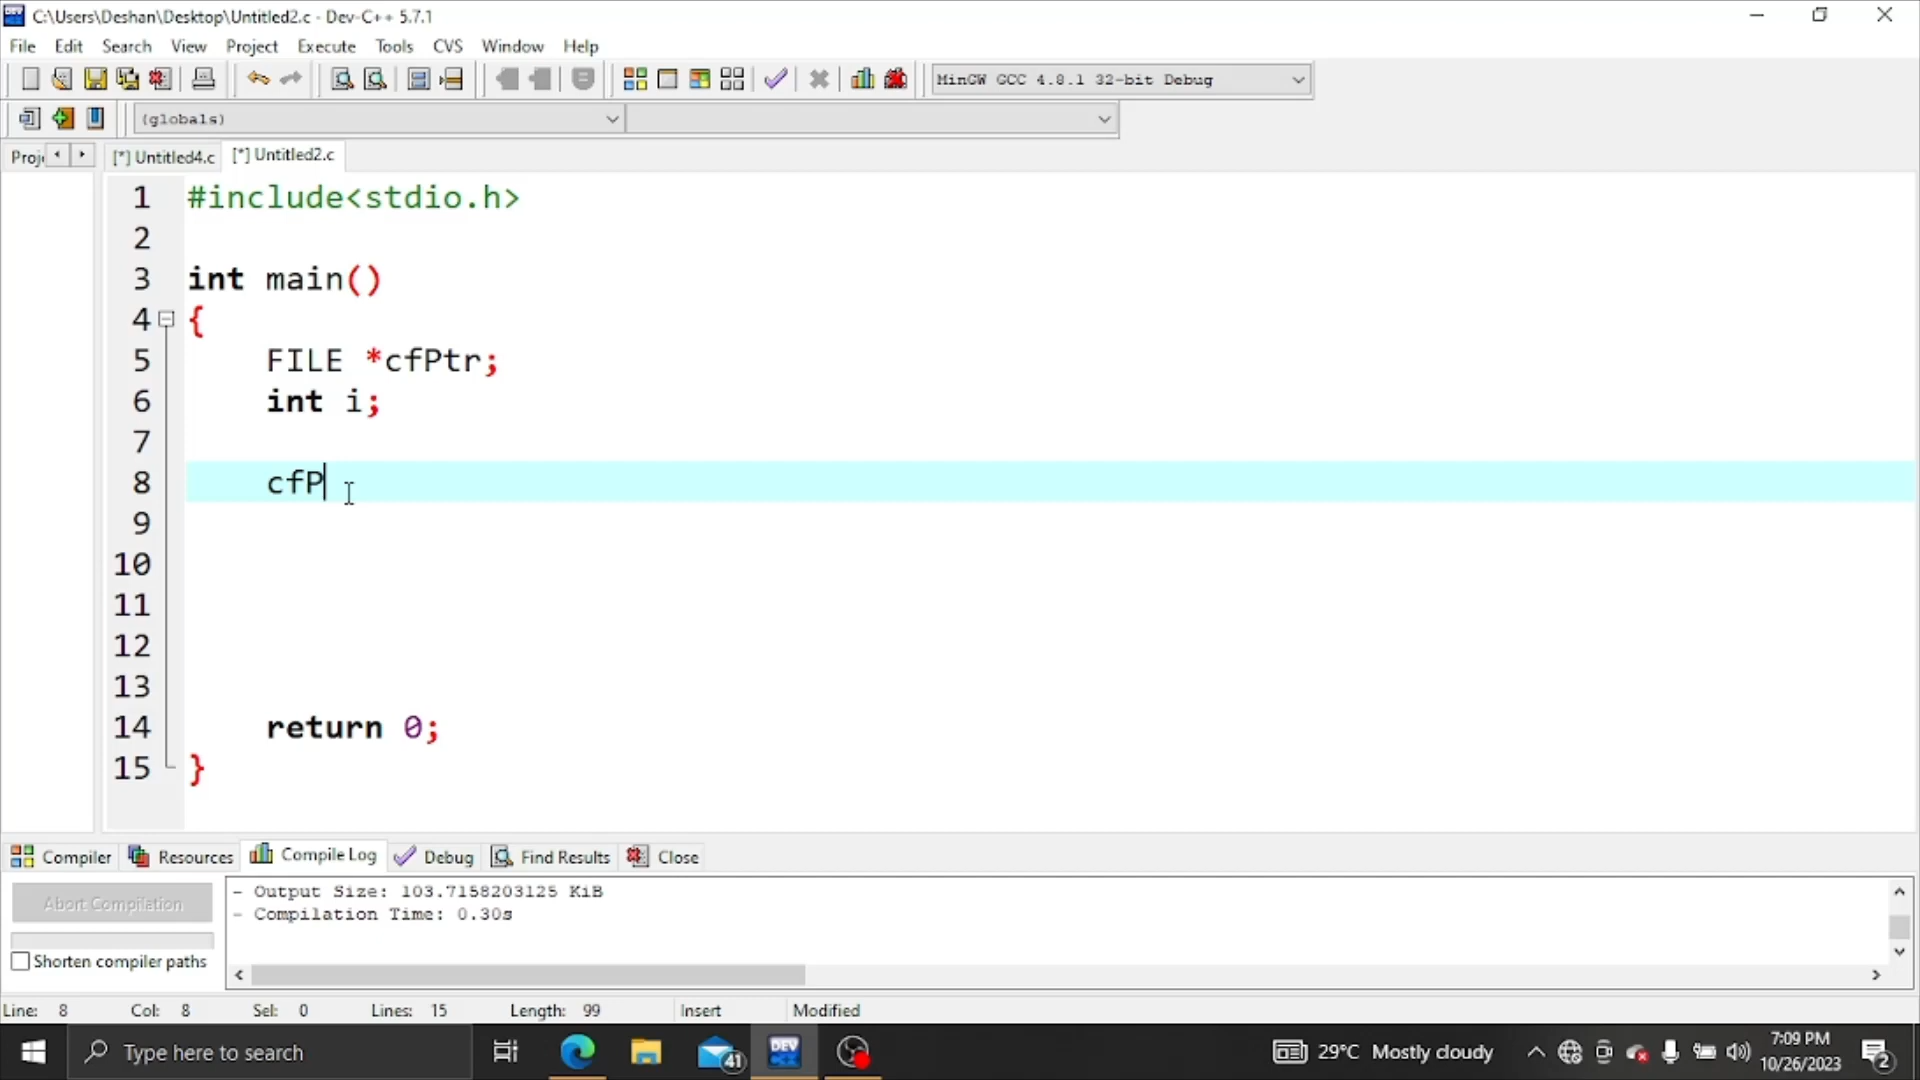 C:\Users\Deshan\Desktop\Untitled2.c - Dev-C++ 5.7.1
File Edit Search View Project Execute Tools CVS Window Help
MinGW GCC 4.8.1 32-bit Debug
(globals)
Proj [*] Untitled4.c [*] Untitled2.c
1 #include<stdio.h>
2
3 int main()
4 {
5 FILE *cfPtr;
6 int i;
7
8 cfP
9
10
11
12
13
14 return 0;
15 }
Compiler Resources Compile Log Debug Find Results Close
Abort Compilation
- Output Size: 103.7158203125 KiB
- Compilation Time: 0.30s
Shorten compiler paths
Line: 8 Col: 8 Sel: 0 Lines: 15 Length: 99 Insert Modified
Type here to search
41
DEV
C++
29°C Mostly cloudy
7:09 PM
10/26/2023
2